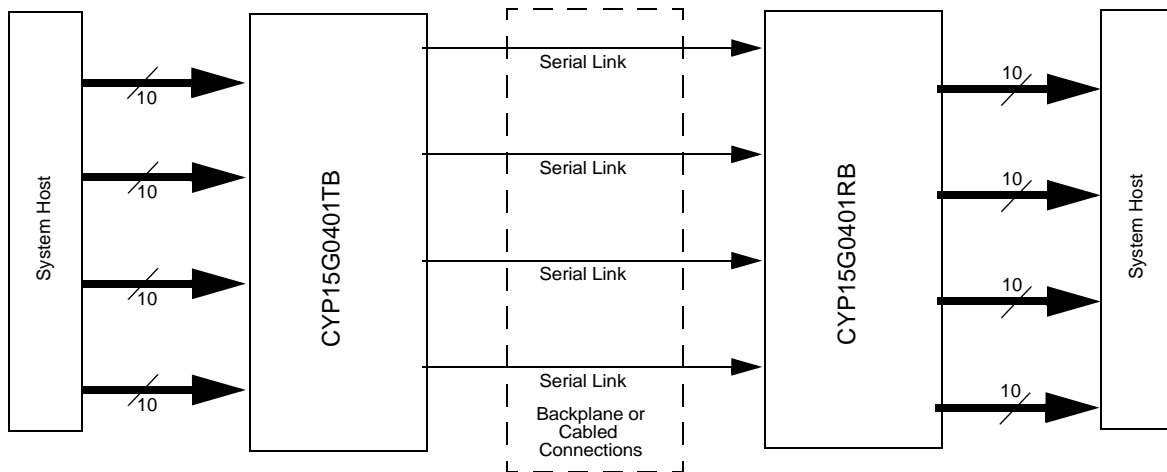 System Host
10
10
10
10
CYP15G0401TB
Serial Link
Serial Link
Serial Link
Serial Link
Backplane or
Cabled
Connections
CYP15G0401RB
10
10
10
10
System Host